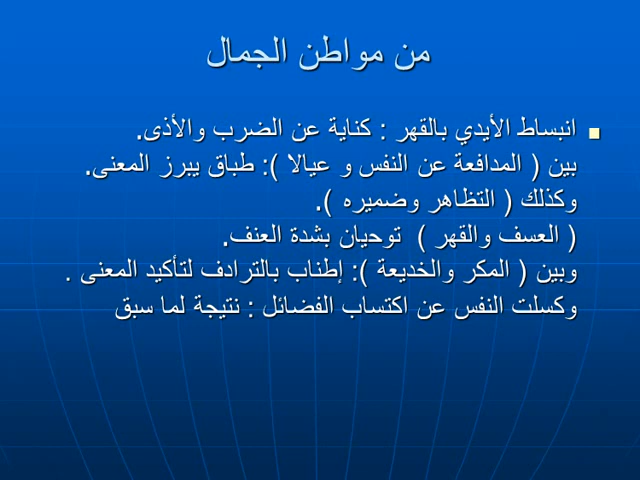 من مواطن الجمال
انبساط الأيدي بالقهر : كناية عن الضرب والأذى.
بين ( المدافعة عن النفس و عيالا ): طباق يبرز المعنى.
وكذلك ( التظاهر وضميره ).
( العسف والقهر ) توحيان بشدة العنف.
وبين ( المكر والخديعة ): إطناب بالترادف لتأكيد المعنى .
وكسلت النفس عن اكتساب الفضائل : نتيجة لما سبق